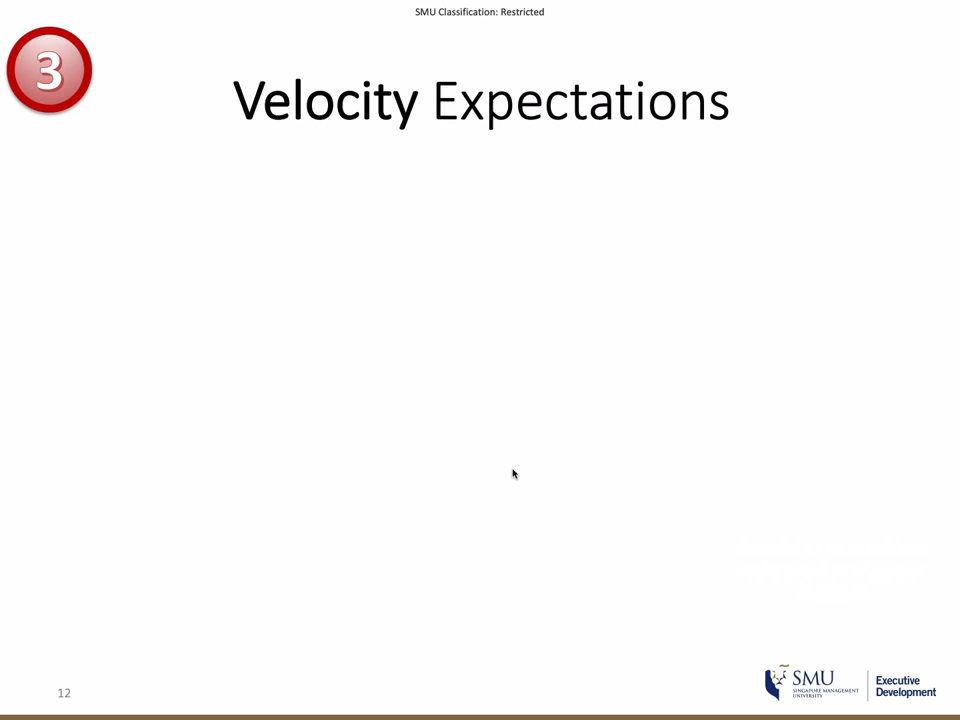 SMU Classification: Restricted
3
Velocity Expectations
12
SMU
SINGAPORE MANAGEMENT
UNIVERSITY
Executive
Development